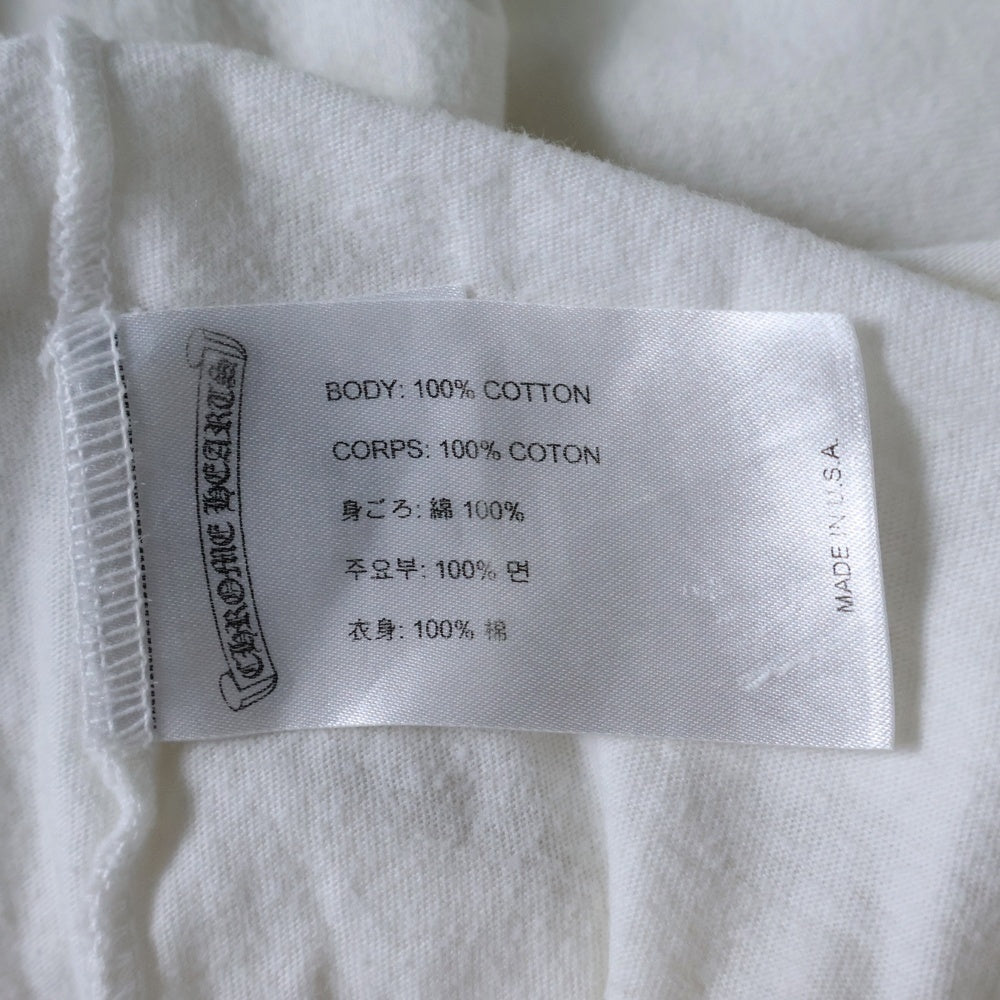 CHROME HEARTS
BODY: 100% COTTON
CORPS: 100% COTON
身ごろ: 綿 100%
주요부: 100% 면
衣身: 100% 棉
MADE IN U.S.A.